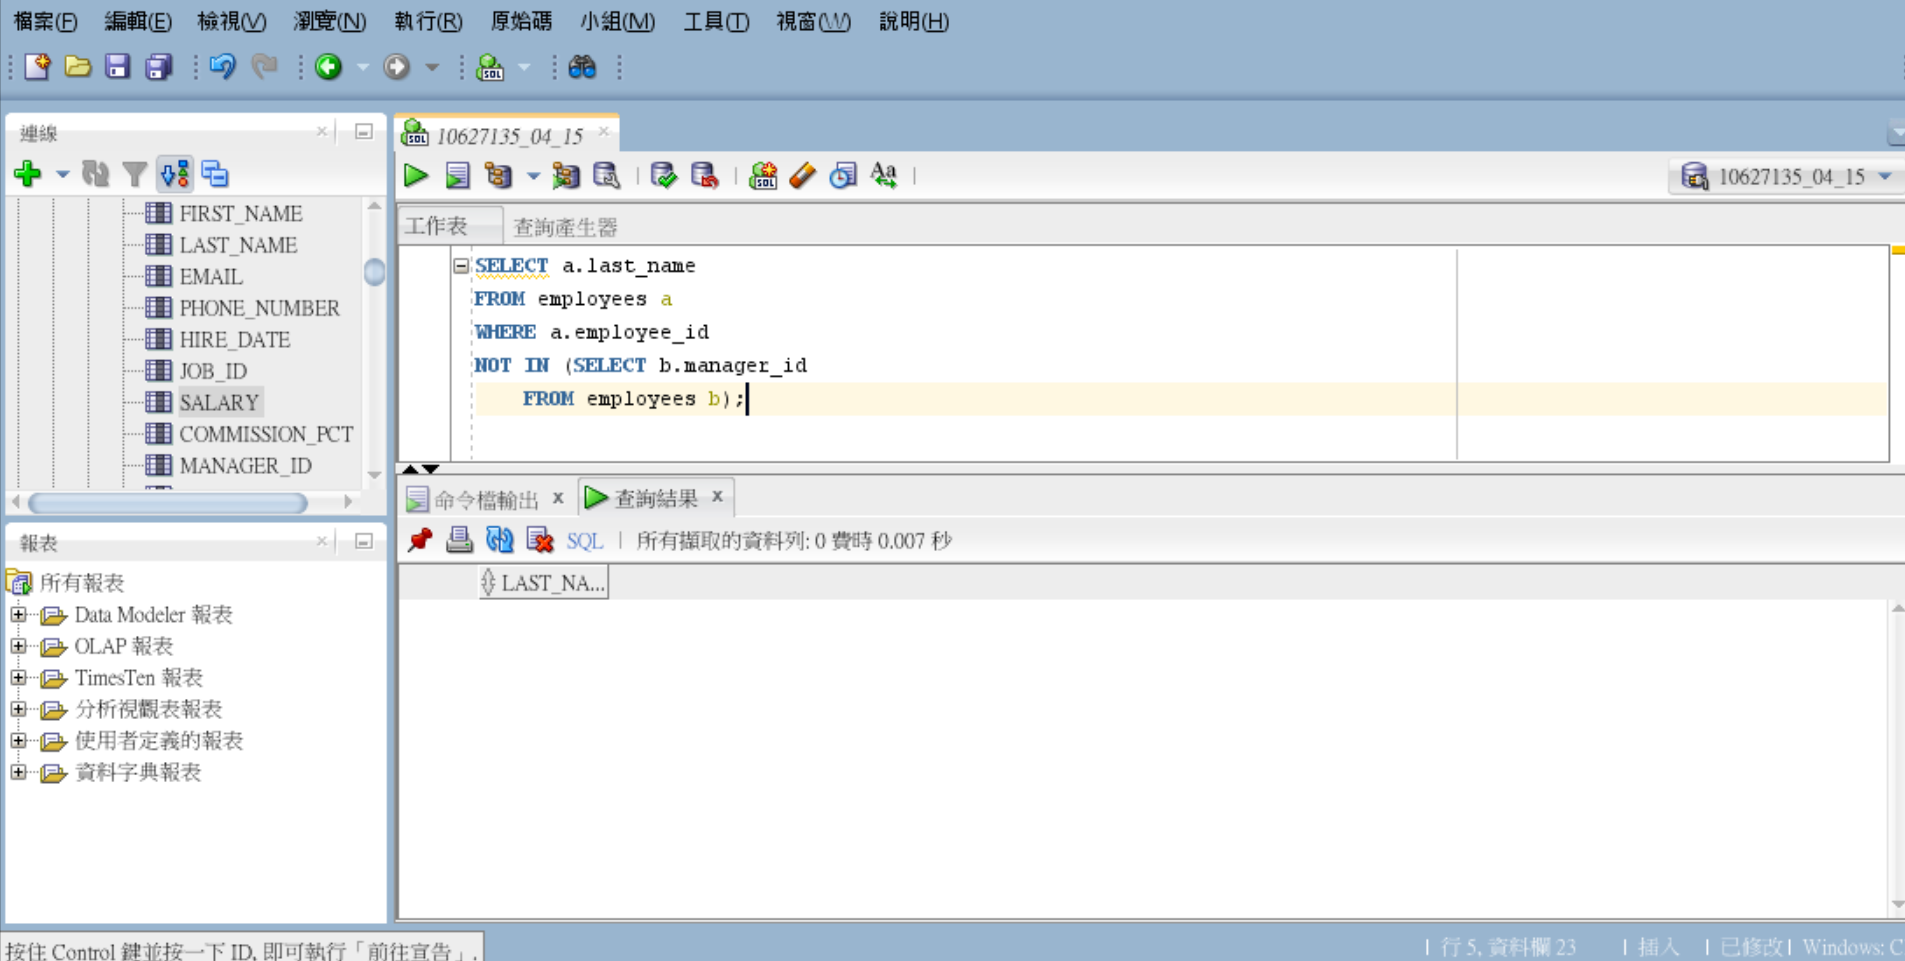 檔案(F) 編輯(E) 檢視(V) 瀏覽(N) 執行(R) 原始碼 小組(M) 工具(T) 視窗(W) 說明(H)
連線
FIRST_NAME
LAST_NAME
EMAIL
PHONE_NUMBER
HIRE_DATE
JOB_ID
SALARY
COMMISSION_PCT
MANAGER_ID
報表
所有報表
Data Modeler 報表
OLAP 報表
TimesTen 報表
分析視觀表報表
使用者定義的報表
資料字典報表
10627135_04_15
10627135_04_15
工作表 查詢產生器
SELECT a.last_name
FROM employees a
WHERE a.employee_id
NOT IN (SELECT b.manager_id
FROM employees b);
命令檔輸出 x 查詢結果 x
SQL | 所有擷取的資料列: 0 費時 0.007 秒
LAST_NA...
按住 Control 鍵並按一下 ID, 即可執行「前往宣告」.
| 行 5, 資料欄 23 | 插入 | 已修改 | Windows: C